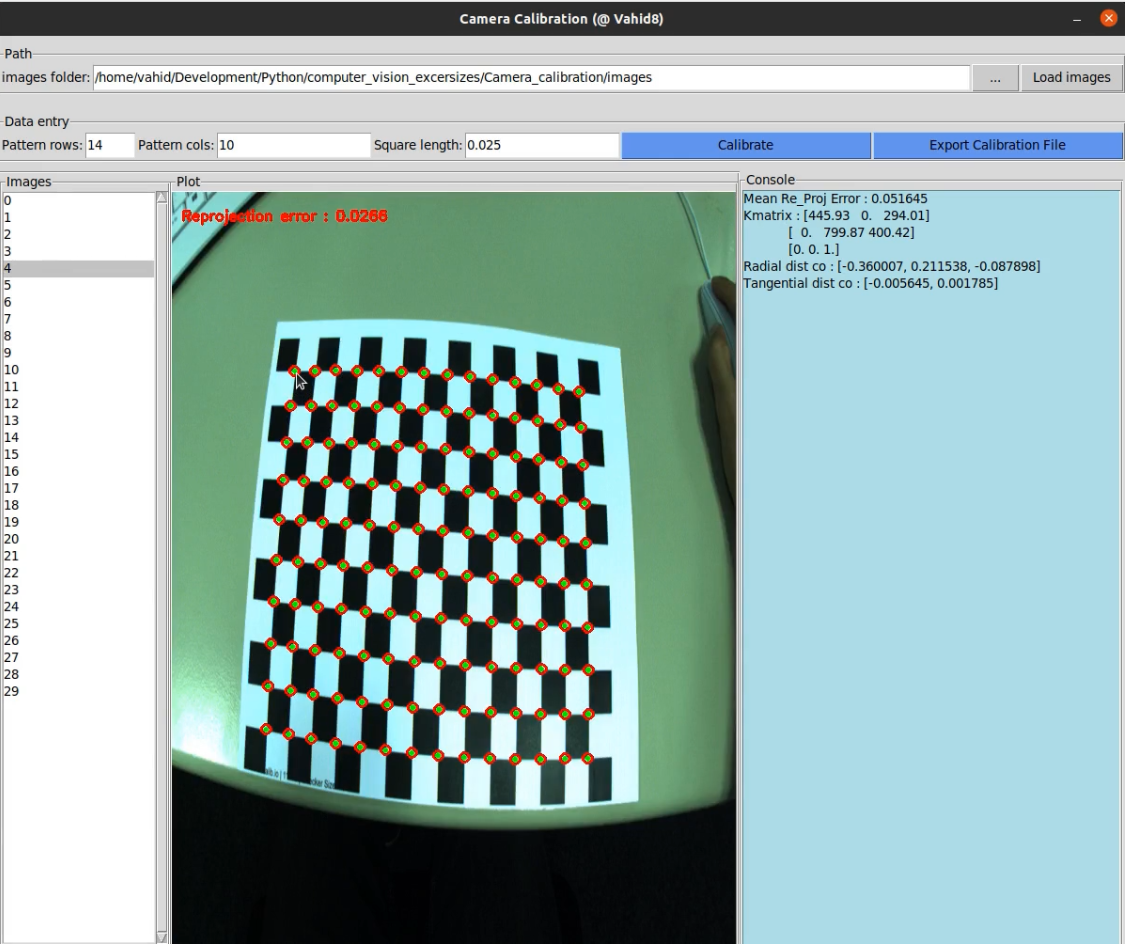 Camera Calibration (@ Vahid8)
Path
images folder: /home/vahid/Development/Python/computer_vision_excersizes/Camera_calibration/images ... Load images
Data entry
Pattern rows: 14 Pattern cols: 10 Square length: 0.025 Calibrate Export Calibration File
Images
0
1
2
3
4
5
6
7
8
9
10
11
12
13
14
15
16
17
18
19
20
21
22
23
24
25
26
27
28
29
Plot
Reprojection error : 0.0266
Console
Mean Re_Proj Error : 0.051645
Kmatrix : [445.93 0. 294.01]
[ 0. 799.87 400.42]
[0. 0. 1.]
Radial dist co : [-0.360007, 0.211538, -0.087898]
Tangential dist co : [-0.005645, 0.001785]